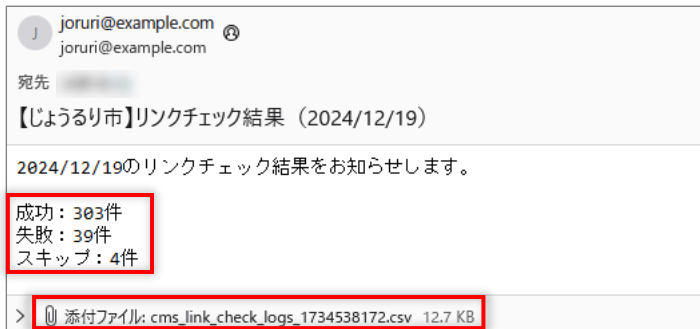 J
joruri@example.com
joruri@example.com
宛先
【じょうるり市】リンクチェック結果（2024/12/19）
2024/12/19のリンクチェック結果をお知らせします。
成功：303件
失敗：39件
スキップ：4件
添付ファイル: cms_link_check_logs_1734538172.csv 12.7 KB